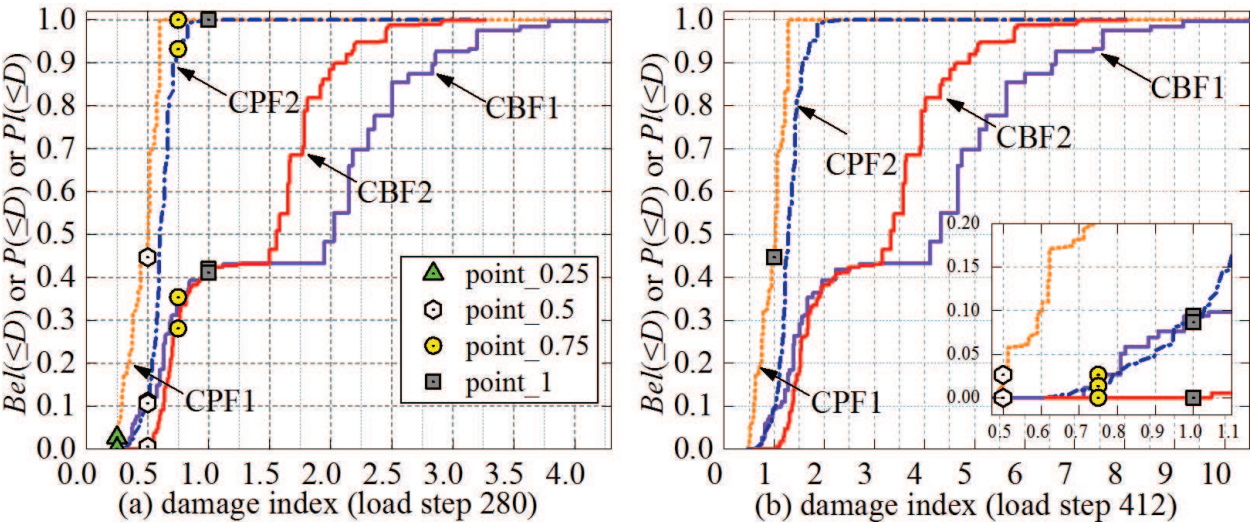 Bel(≤D) or P(≤D) or Pl(≤D)
1.0
0.9
0.8
0.7
0.6
0.5
0.4
0.3
0.2
0.1
0.0
CPF2
CBF1
CBF2
CPF1
point_0.25
point_0.5
point_0.75
point_1
0.0 0.5 1.0 1.5 2.0 2.5 3.0 3.5 4.0
(a) damage index (load step 280)
Bel(≤D) or P(≤D) or Pl(≤D)
1.0
0.9
0.8
0.7
0.6
0.5
0.4
0.3
0.2
0.1
0.0
CBF1
CPF2
CBF2
CPF1
0.20
0.15
0.10
0.05
0.00
0.5 0.6 0.7 0.8 0.9 1.0 1.1
0 1 2 3 4 5 6 7 8 9 10
(b) damage index (load step 412)